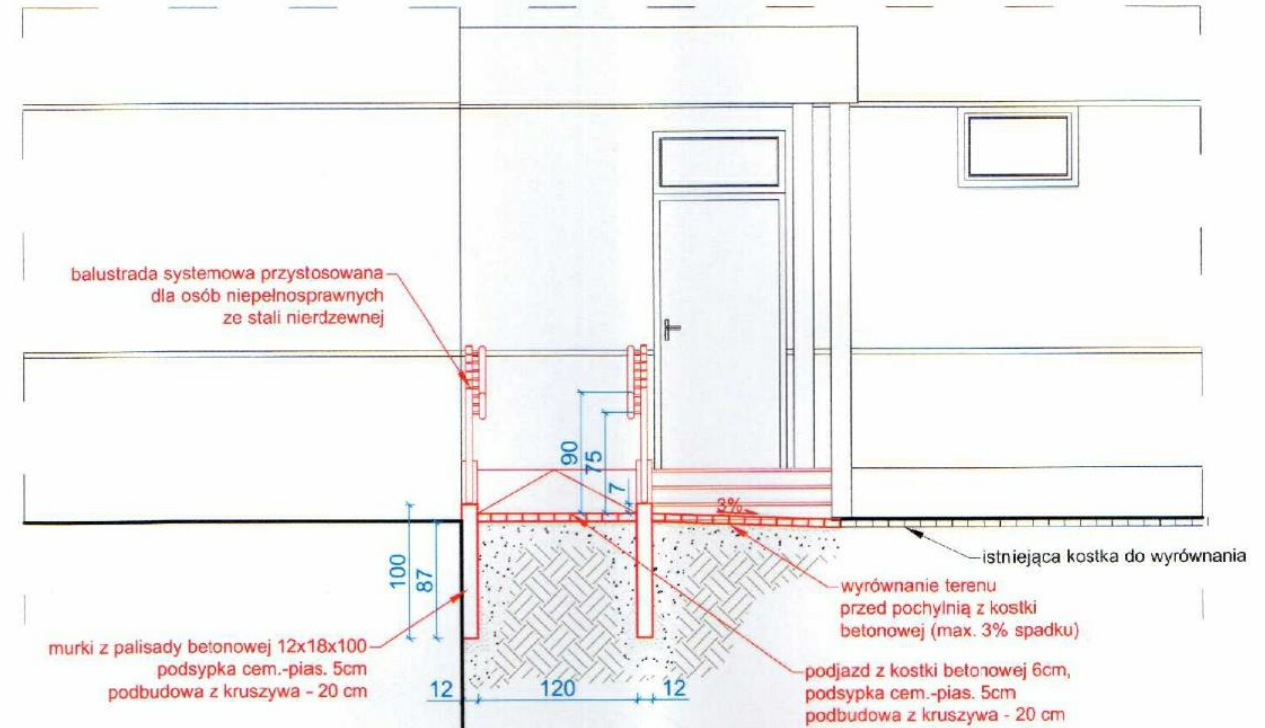 balustrada systemowa przystosowana
dla osób niepełnosprawnych
ze stali nierdzewnej
90
75
7
3%
100
87
istniejąca kostka do wyrównania
wyrównanie terenu
przed pochylnią z kostki
betonowej (max. 3% spadku)
murki z palisady betonowej 12x18x100
podsypka cem.-pias. 5cm
podbudowa z kruszywa - 20 cm
12
120
12
podjazd z kostki betonowej 6cm,
podsypka cem.-pias. 5cm
podbudowa z kruszywa - 20 cm